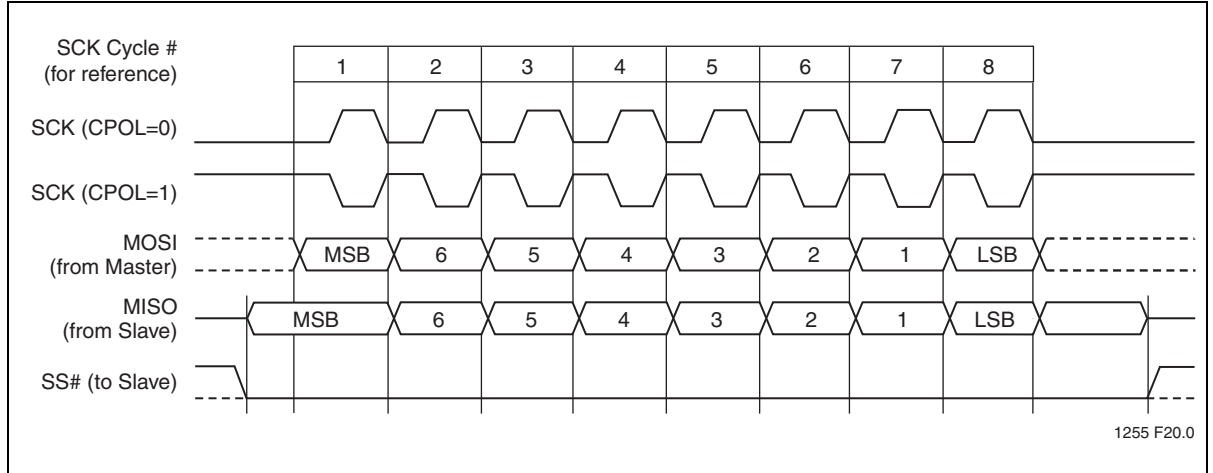 SCK Cycle #
(for reference)
1 2 3 4 5 6 7 8
SCK (CPOL=0)
SCK (CPOL=1)
MOSI
(from Master)
MSB 6 5 4 3 2 1 LSB
MISO
(from Slave)
MSB 6 5 4 3 2 1 LSB
SS# (to Slave)
1255 F20.0